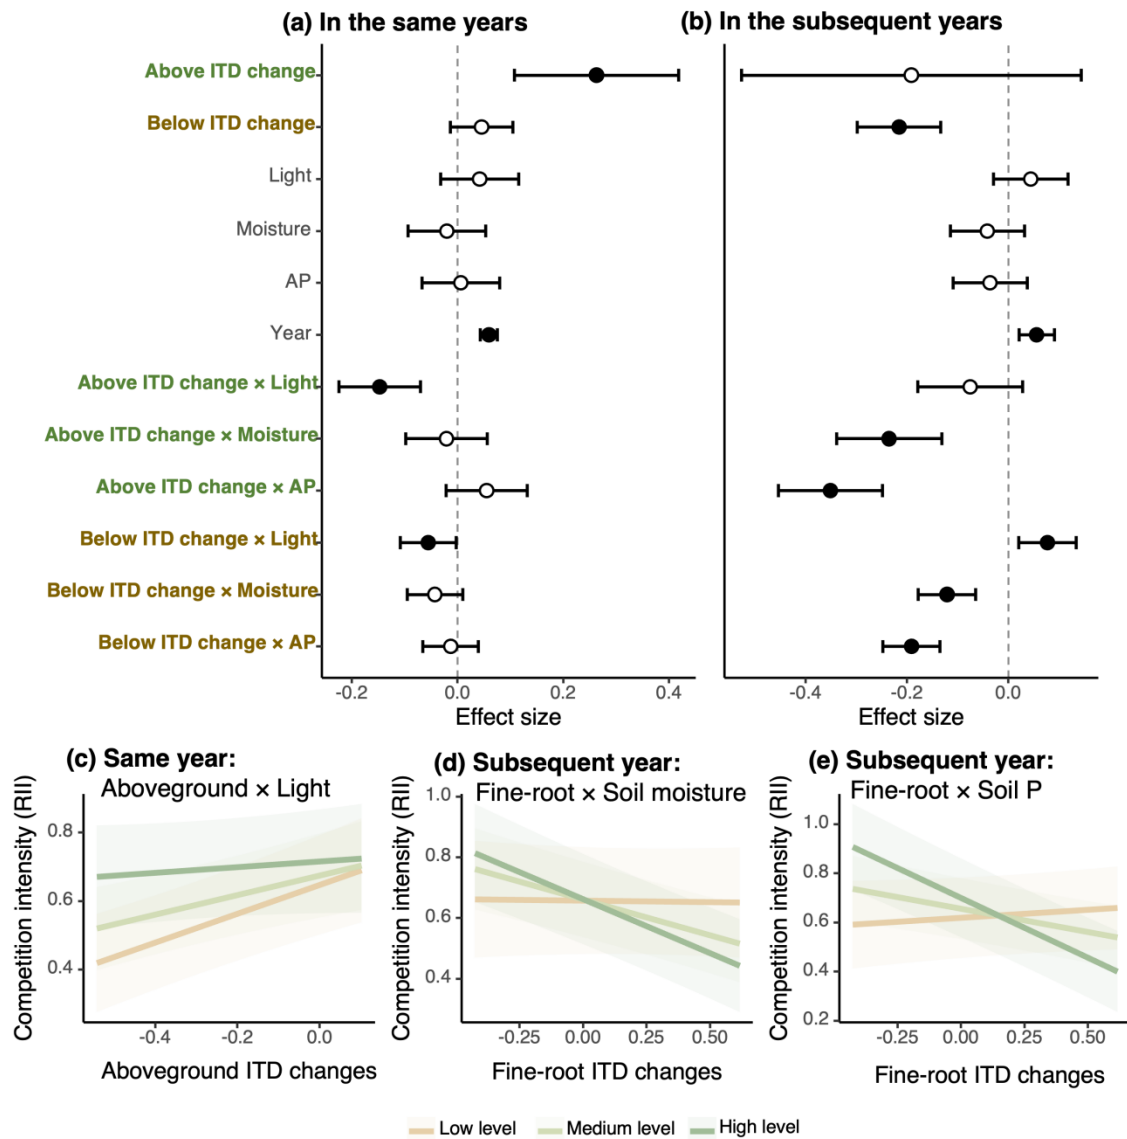 (a) In the same years
(b) In the subsequent years
Above ITD change
Below ITD change
Light
Moisture
AP
Year
Above ITD change × Light
Above ITD change × Moisture
Above ITD change × AP
Below ITD change × Light
Below ITD change × Moisture
Below ITD change × AP
-0.2 0.0 0.2 0.4
Effect size
-0.4 -0.2 0.0
Effect size
(c) Same year:
Aboveground × Light
Competition intensity (RII)
0.8
0.6
0.4
-0.4 -0.2 0.0
Aboveground ITD changes
(d) Subsequent year:
Fine-root × Soil moisture
Competition intensity (RII)
1.0
0.8
0.6
0.4
-0.25 0.00 0.25 0.50
Fine-root ITD changes
(e) Subsequent year:
Fine-root × Soil P
Competition intensity (RII)
1.0
0.8
0.6
0.4
0.2
-0.25 0.00 0.25 0.50
Fine-root ITD changes
Low level Medium level High level